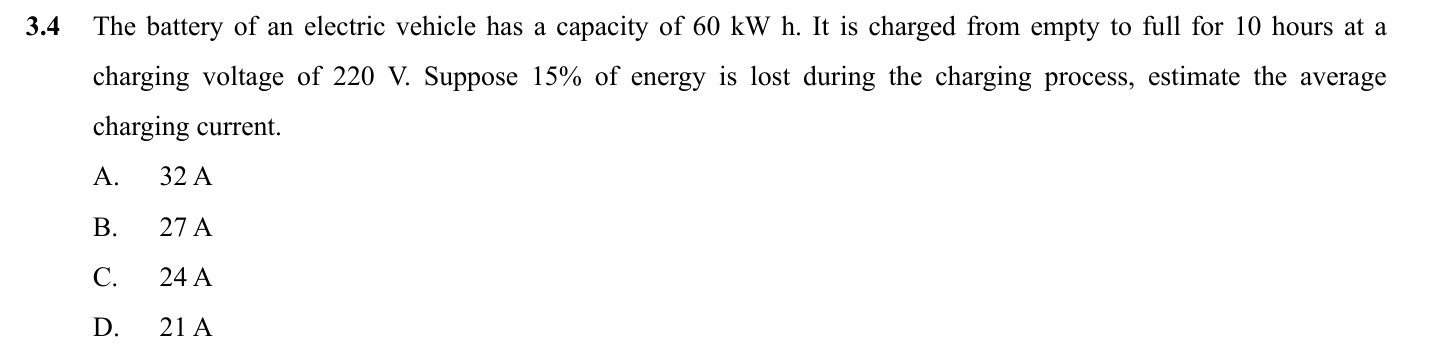 3.4 The battery of an electric vehicle has a capacity of 60 kW h. It is charged from empty to full for 10 hours at a
charging voltage of 220 V. Suppose 15% of energy is lost during the charging process, estimate the average
charging current.
A. 32 A
B. 27 A
C. 24 A
D. 21 A